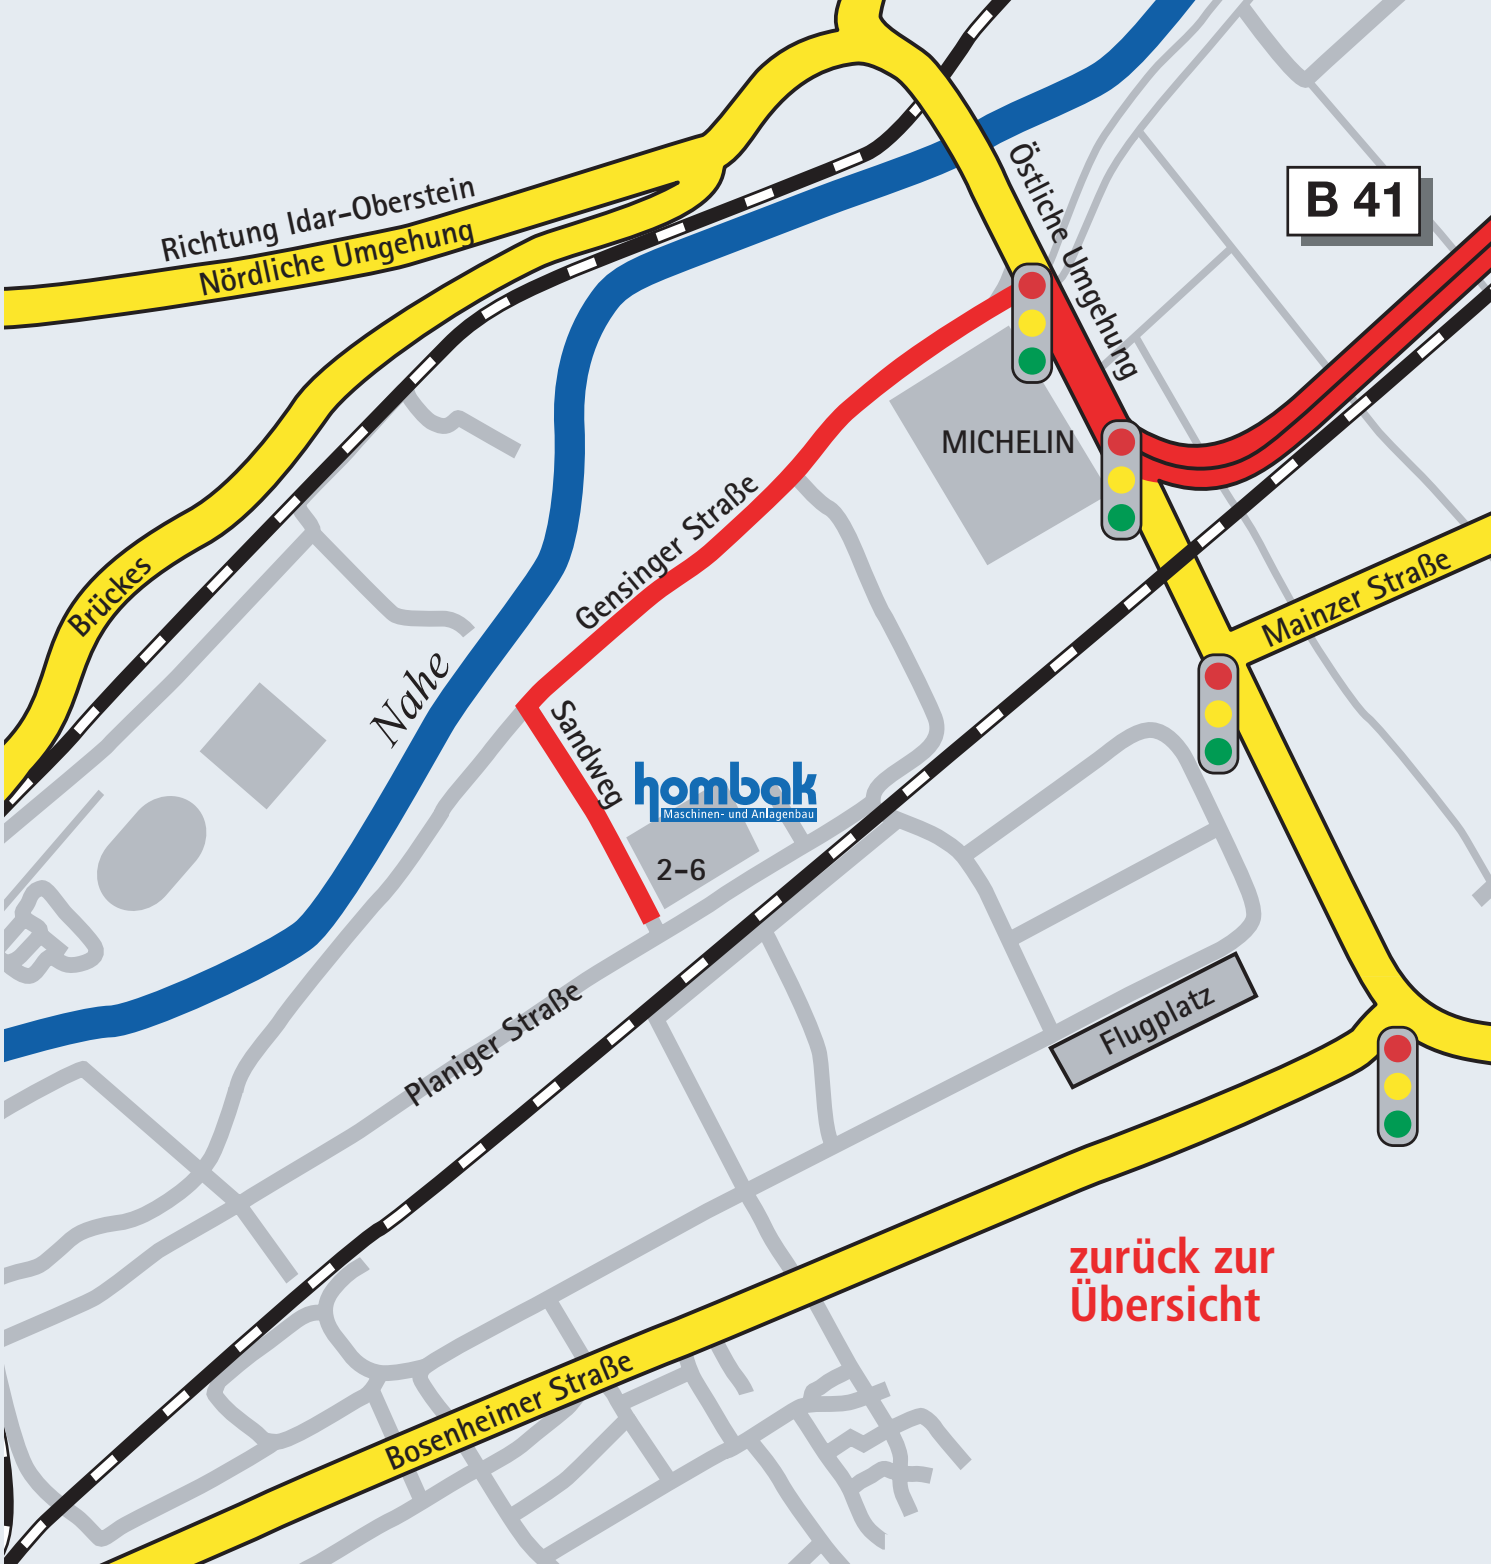 Richtung Idar-Oberstein
Nördliche Umgehung
Östliche Umgehung
B 41
MICHELIN
Gensinger Straße
Brückes
Mainzer Straße
Nahe
Sandweg
hombak
Maschinen- und Anlagenbau
2-6
Planiger Straße
Flugplatz
zurück zur
Übersicht
Bosenheimer Straße